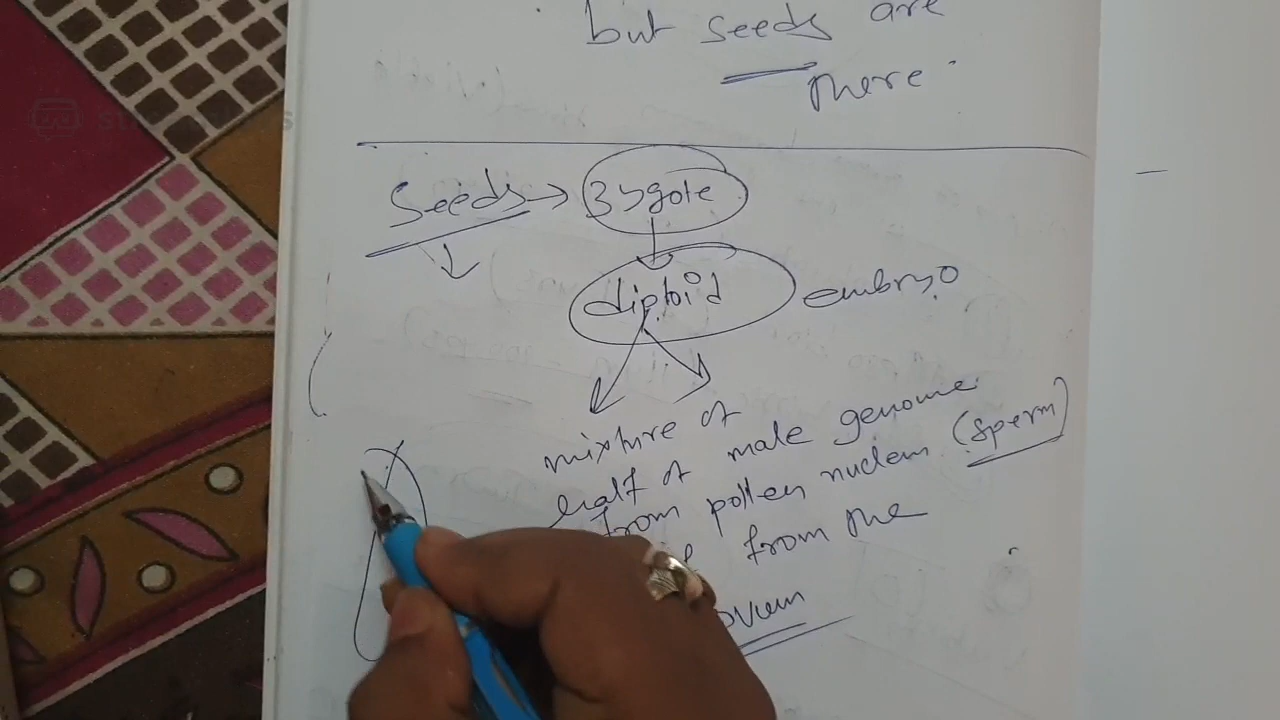 but seeds are
there
Seeds → zygote
diploid embryo
mixture of
half of male genome
from pollen nuclem (sperm)
from the
ovum